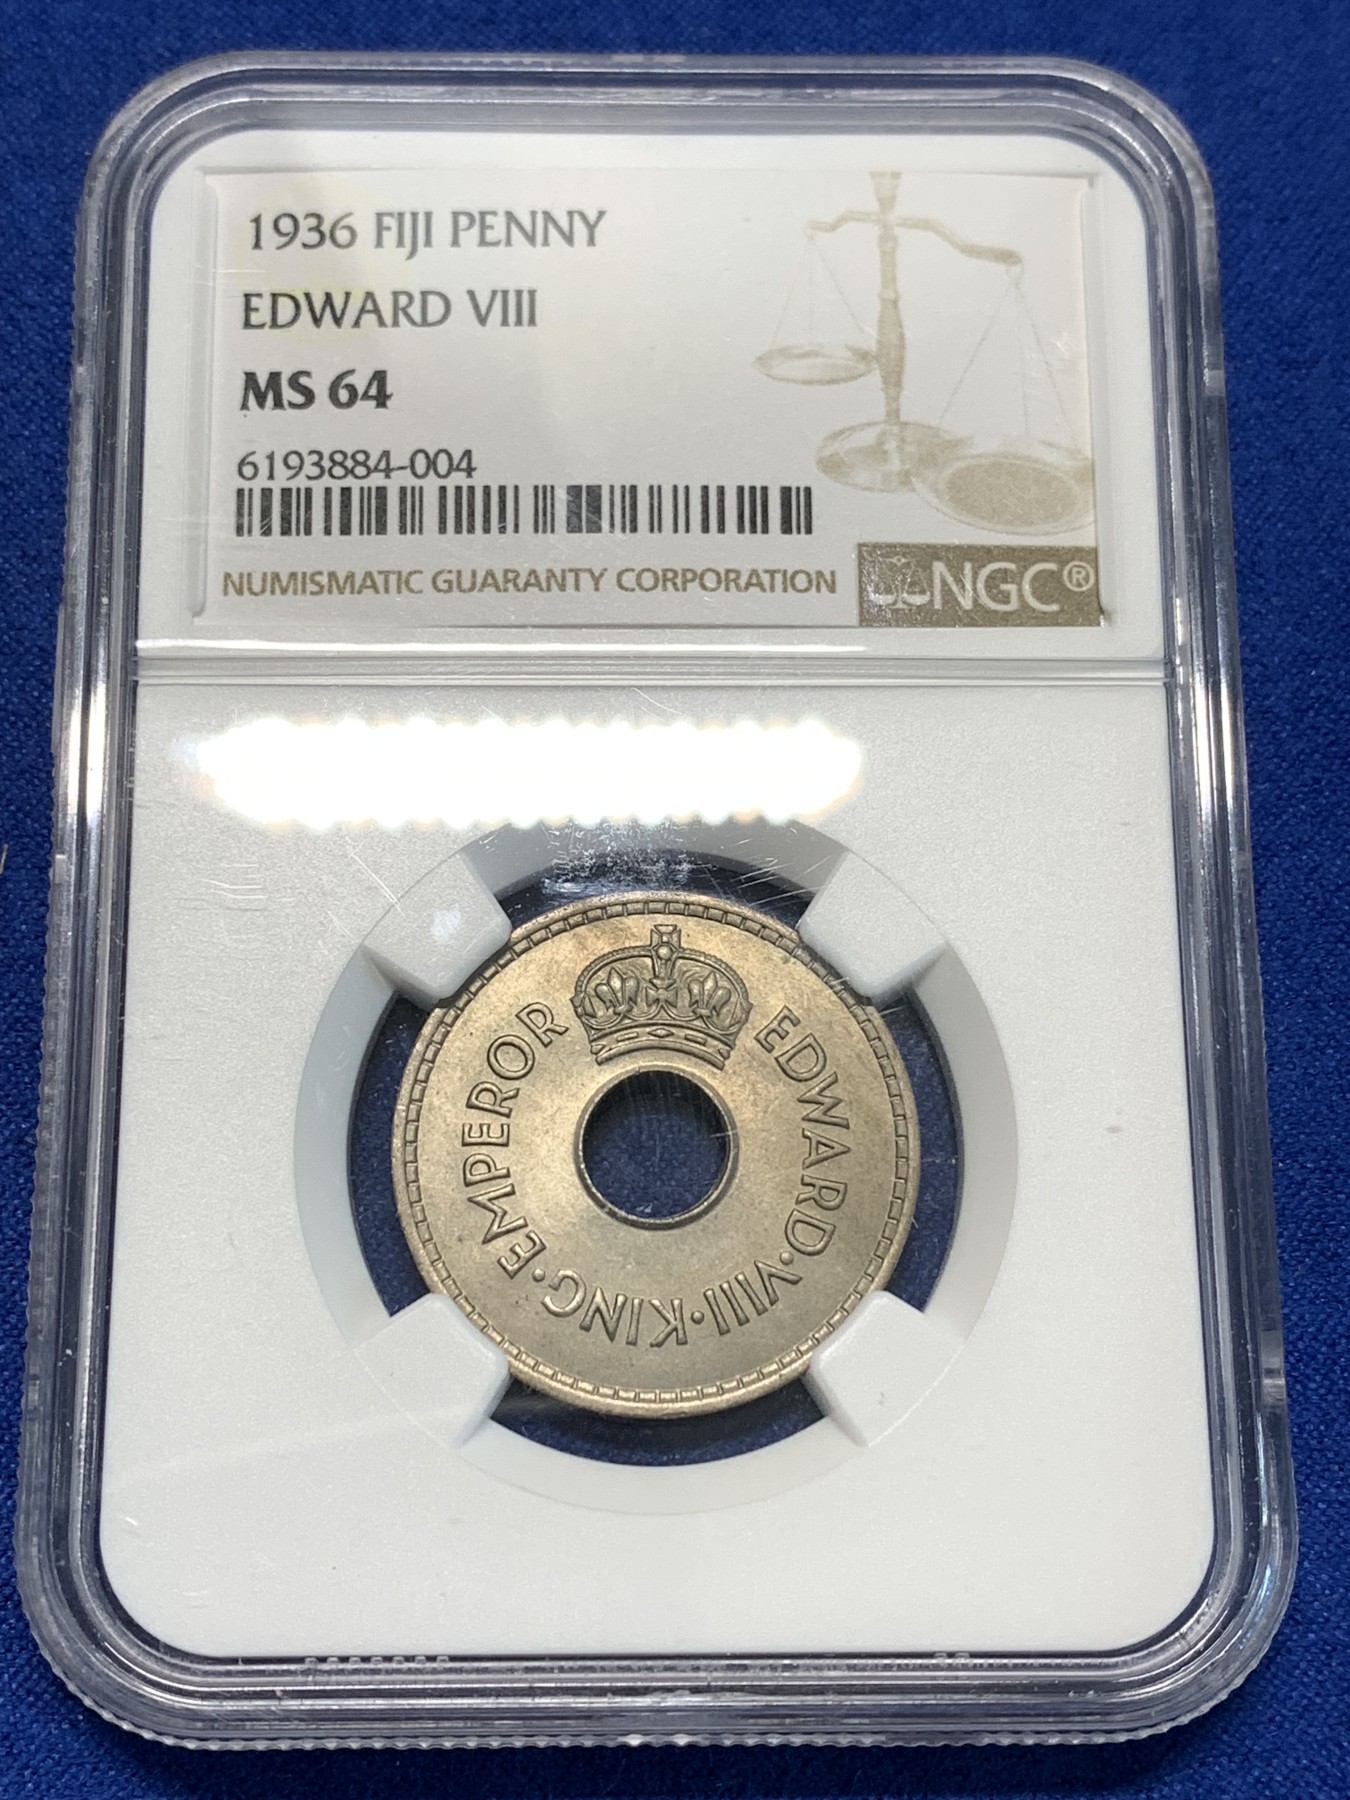 1936 FIJI PENNY
EDWARD VIII
MS 64
6193884-004
NUMISMATIC GUARANTY CORPORATION
NGC®
EDWARD·VIII·KING·EMPEROR